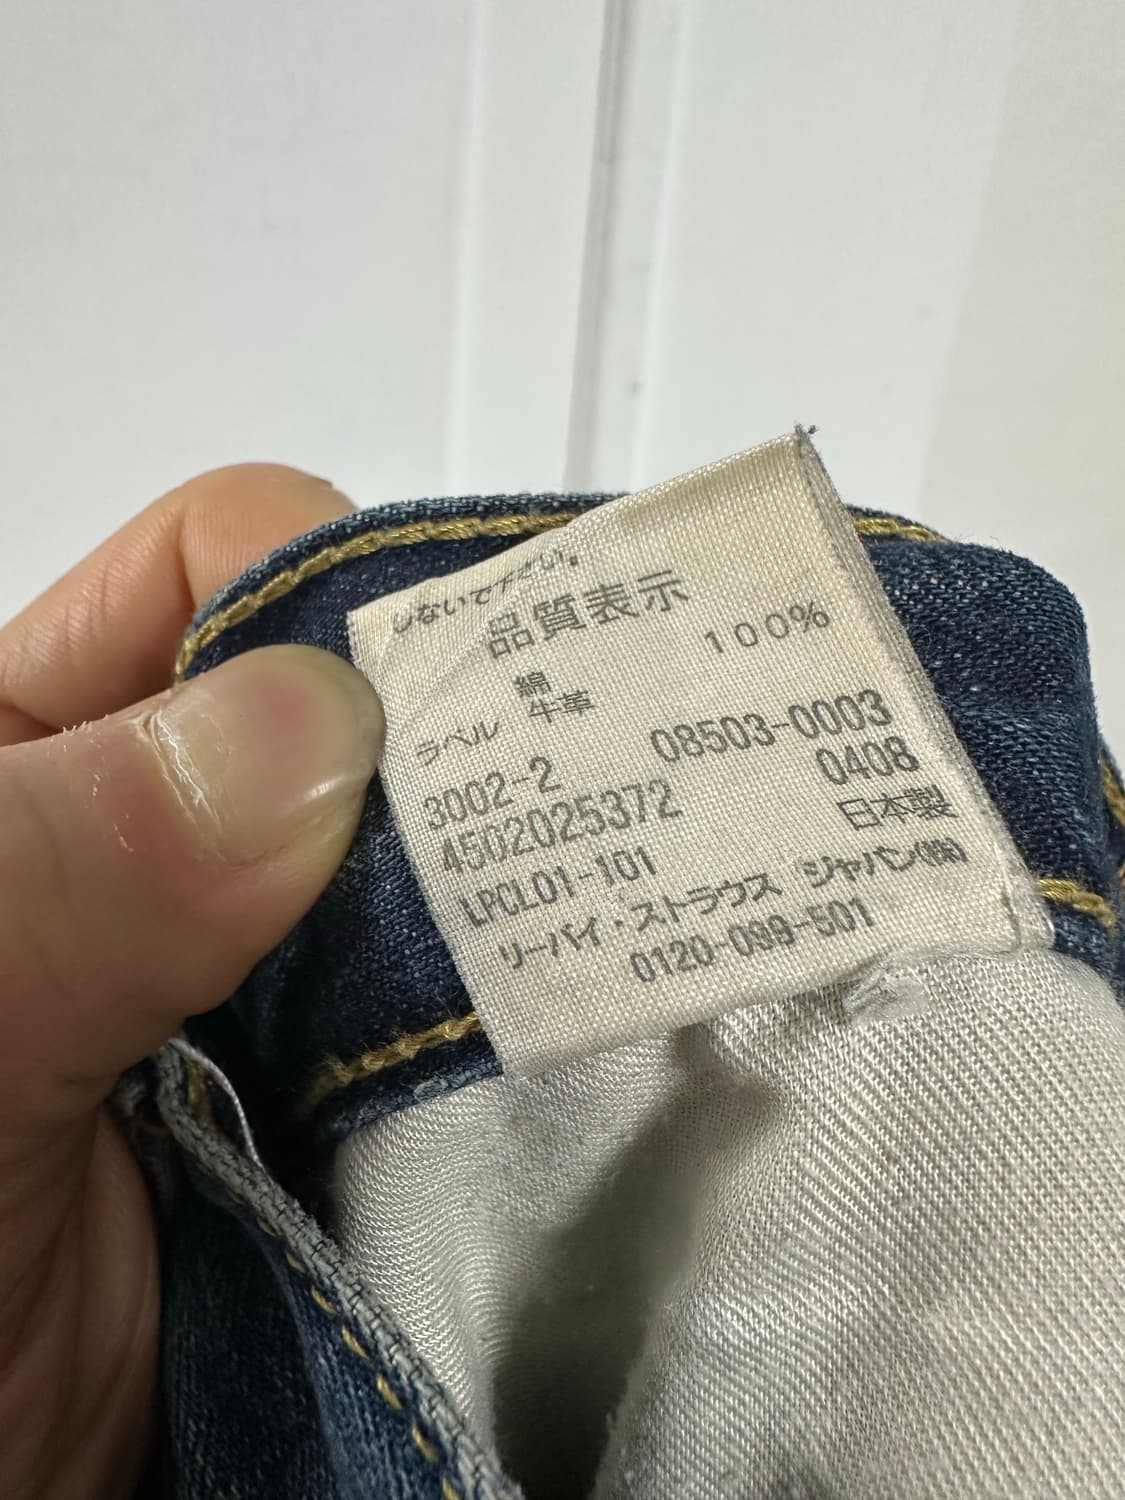 しないで下さい。
品質表示
綿 100%
ラベル 牛革
3002-2 08503-0003
4502025372 0408
LPCL01-101 日本製
リーバイ・ストラウス ジャパン(株)
0120-099-501